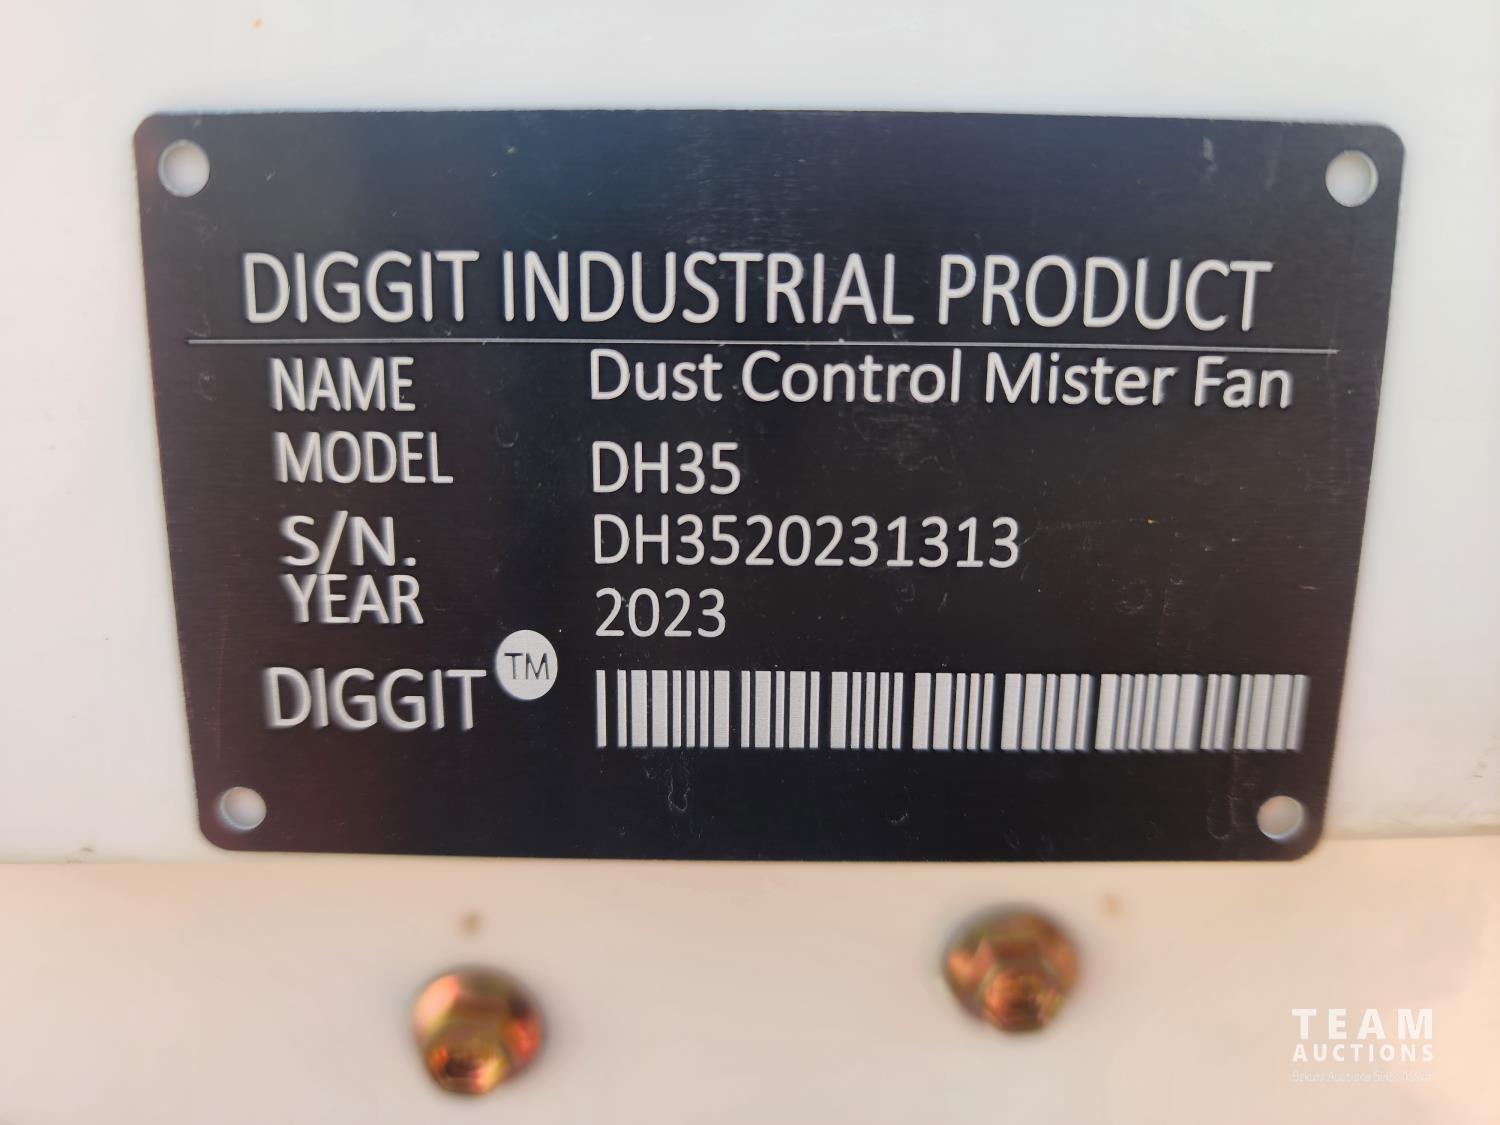 DIGGIT INDUSTRIAL PRODUCT
NAME Dust Control Mister Fan
MODEL DH35
S/N. DH3520231313
YEAR 2023
DIGGIT TM
TEAM
AUCTIONS